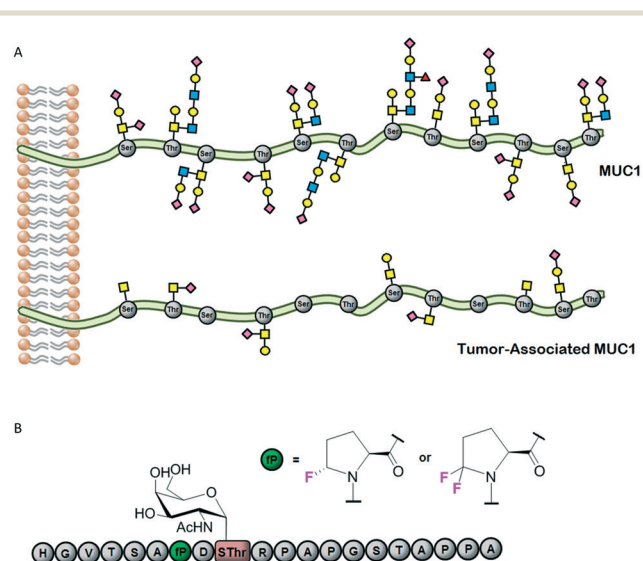 A
Ser Thr Ser Thr Ser Thr Ser Thr Ser Thr Ser Thr
MUC1
Ser Thr Ser Thr Ser Thr Ser Thr Ser Thr Ser Thr
Tumor-Associated MUC1
B
fP = F N O or F F N O
OH OH
O
HO
AcHN O
H G V T S A fP D SThr R P A P G S T A P P A